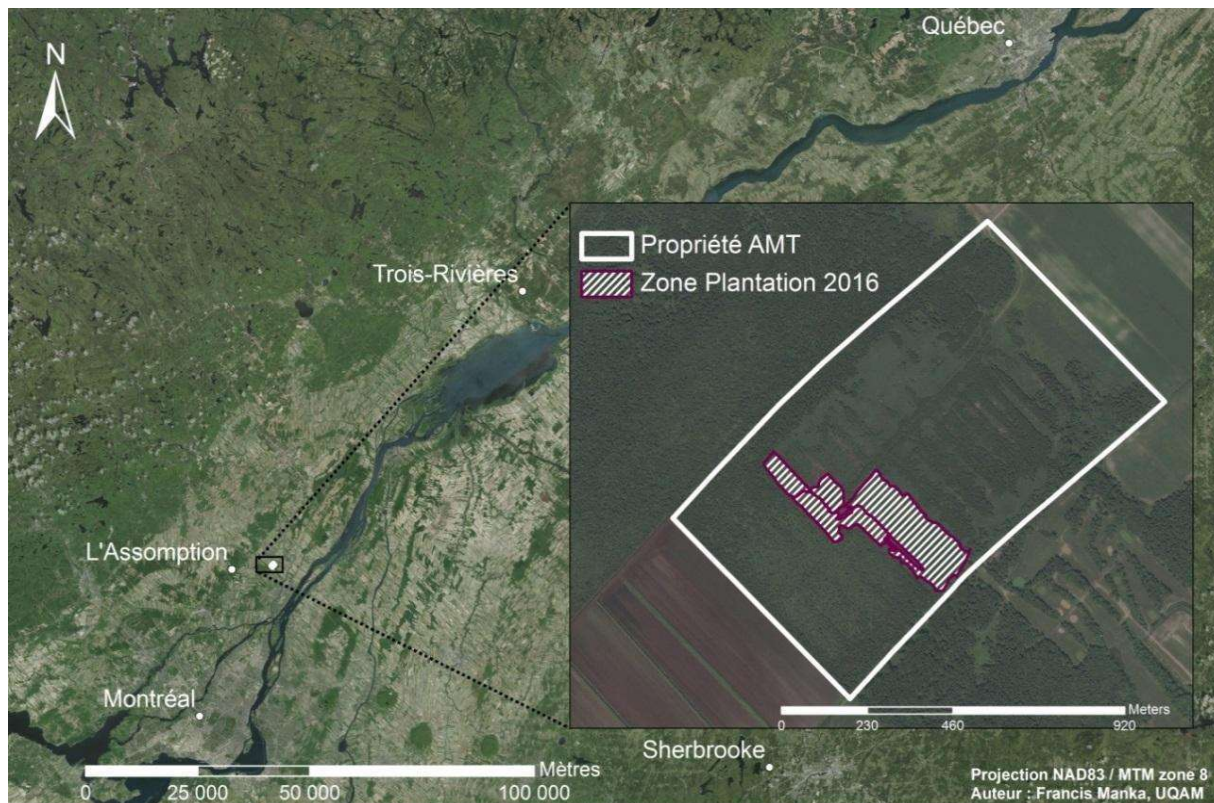 Québec
N
Propriété AMT
Zone Plantation 2016
Trois-Rivières
L'Assomption
Montréal
Meters
0 230 460 920
Sherbrooke
Mètres
0 25 000 50 000 100 000
Projection NAD83 / MTM zone 8
Auteur : Francis Manka, UQAM